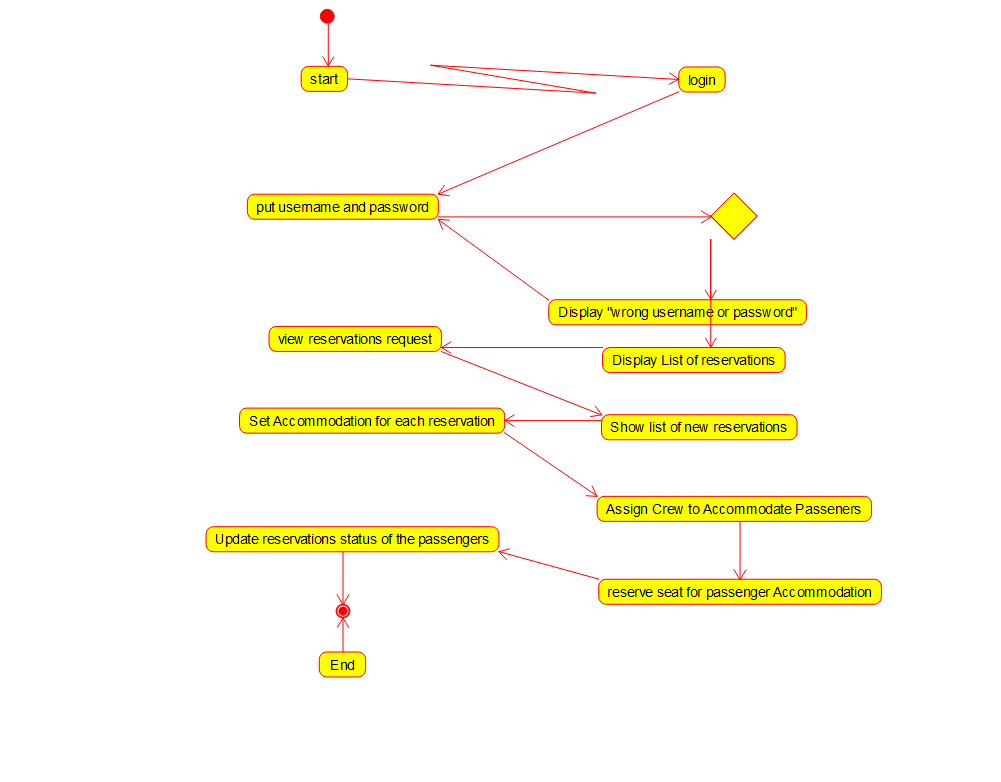 start
login
put username and password
Display "wrong username or password"
view reservations request
Display List of reservations
Set Accommodation for each reservation
Show list of new reservations
Assign Crew to Accommodate Passeners
Update reservations status of the passengers
reserve seat for passenger Accommodation
End